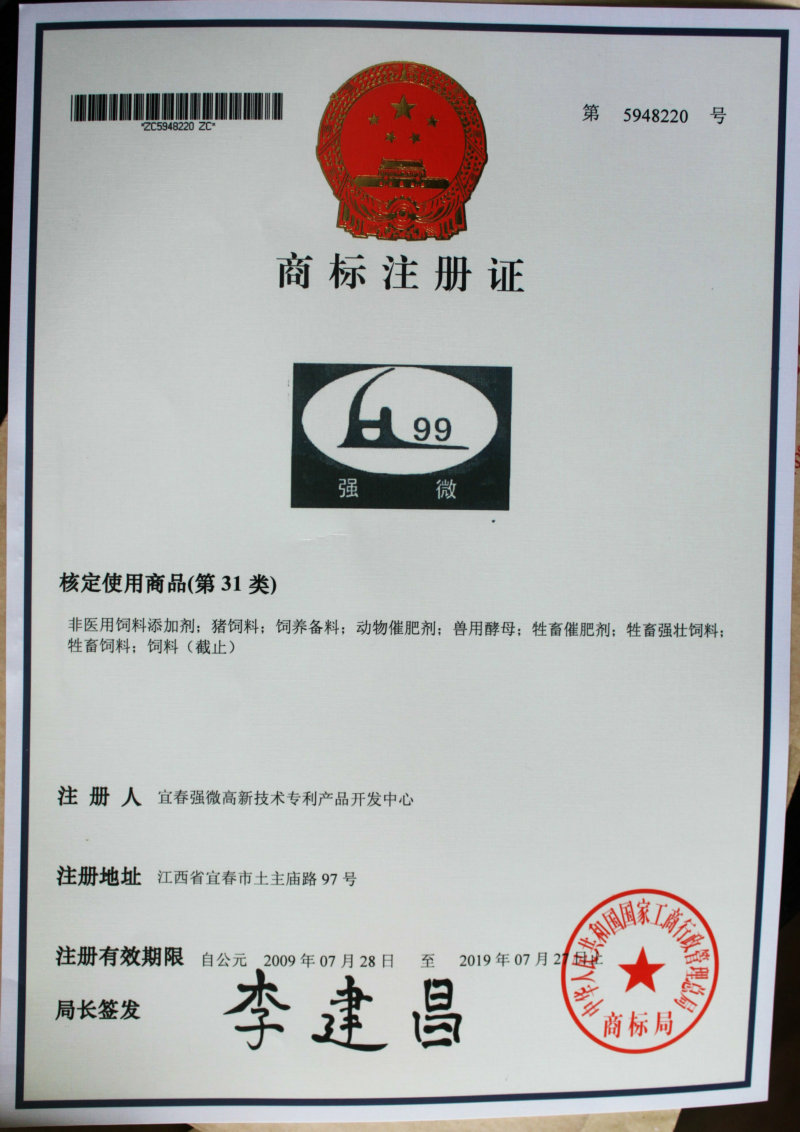 第 5948220 号
*ZC5948220 ZC*
商标注册证
99
强 微
核定使用商品(第 31 类)
非医用饲料添加剂；猪饲料；饲养备料；动物催肥剂；兽用酵母；牲畜催肥剂；牲畜强壮饲料；
牲畜饲料；饲料（截止）
注 册 人 宜春强微高新技术专利产品开发中心
注册地址 江西省宜春市土主庙路 97 号
注册有效期限 自公元 2009 年 07 月 28 日 至 2019 年 07 月 27 日止
局长签发 李建昌
中华人民共和国国家工商行政管理总局
商标局